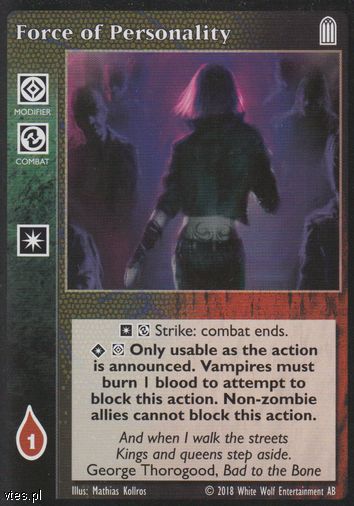 Force of Personality
MODIFIER
COMBAT
Strike: combat ends.
Only usable as the action
is announced. Vampires must
burn 1 blood to attempt to
block this action. Non-zombie
allies cannot block this action.
And when I walk the streets
Kings and queens step aside.
George Thorogood, Bad to the Bone
1
vtes.pl
Illus: Mathias Kollros
© 2018 White Wolf Entertainment AB